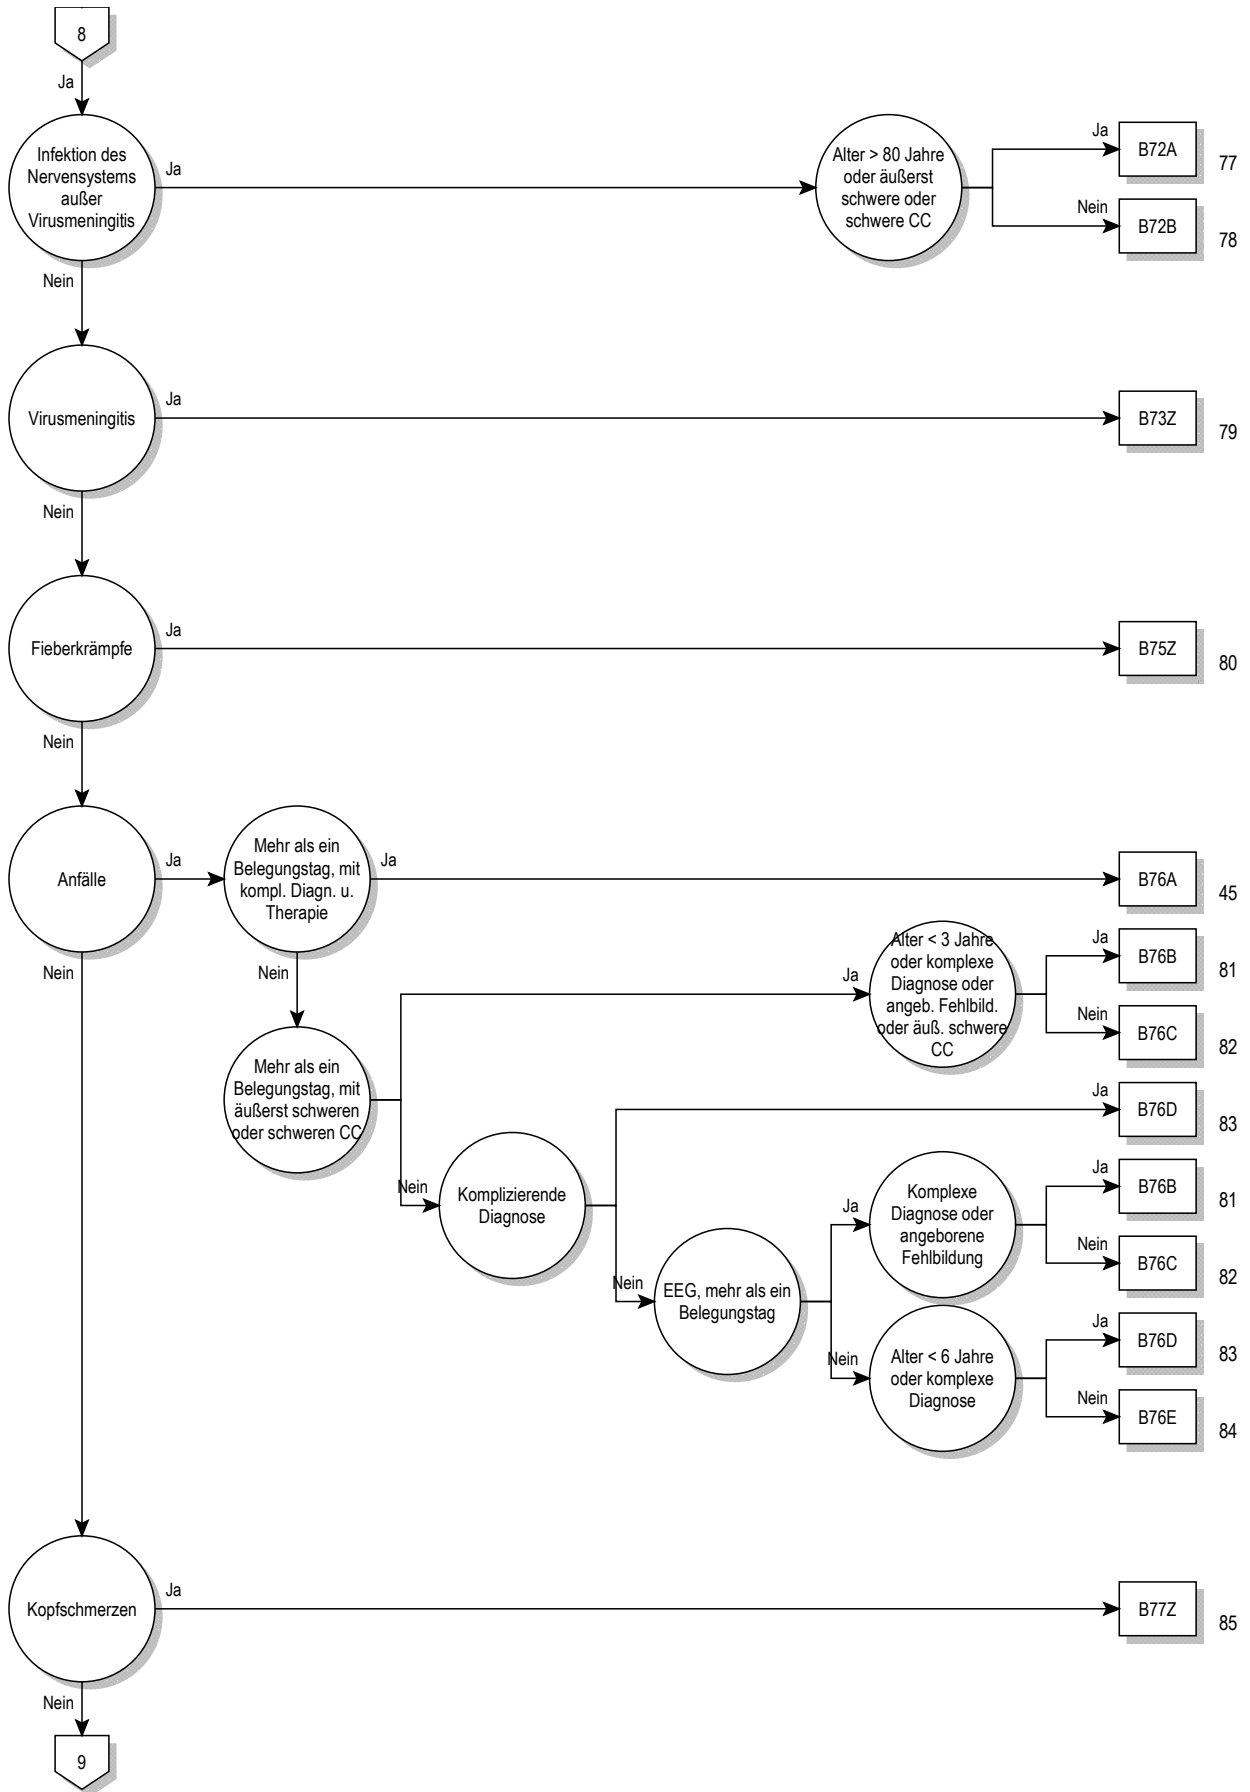 8
Ja
Infektion des
Nervensystems
außer
Virusmeningitis
Ja
Alter > 80 Jahre
oder äußerst
schwere oder
schwere CC
Ja
B72A
77
Nein
B72B
78
Nein
Virusmeningitis
Ja
B73Z
79
Nein
Fieberkrämpfe
Ja
B75Z
80
Nein
Anfälle
Ja
Mehr als ein
Belegungstag, mit
kompl. Diagn. u.
Therapie
Ja
B76A
45
Nein
Nein
Mehr als ein
Belegungstag, mit
äußerst schweren
oder schweren CC
Ja
Alter < 3 Jahre
oder komplexe
Diagnose oder
angeb. Fehlbild.
oder äuß. schwere
CC
Ja
B76B
81
Nein
B76C
82
Nein
Komplizierende
Diagnose
Ja
B76D
83
Nein
EEG, mehr als ein
Belegungstag
Ja
Komplexe
Diagnose oder
angeborene
Fehlbildung
Ja
B76B
81
Nein
B76C
82
Nein
Alter < 6 Jahre
oder komplexe
Diagnose
Ja
B76D
83
Nein
B76E
84
Kopfschmerzen
Ja
B77Z
85
Nein
9